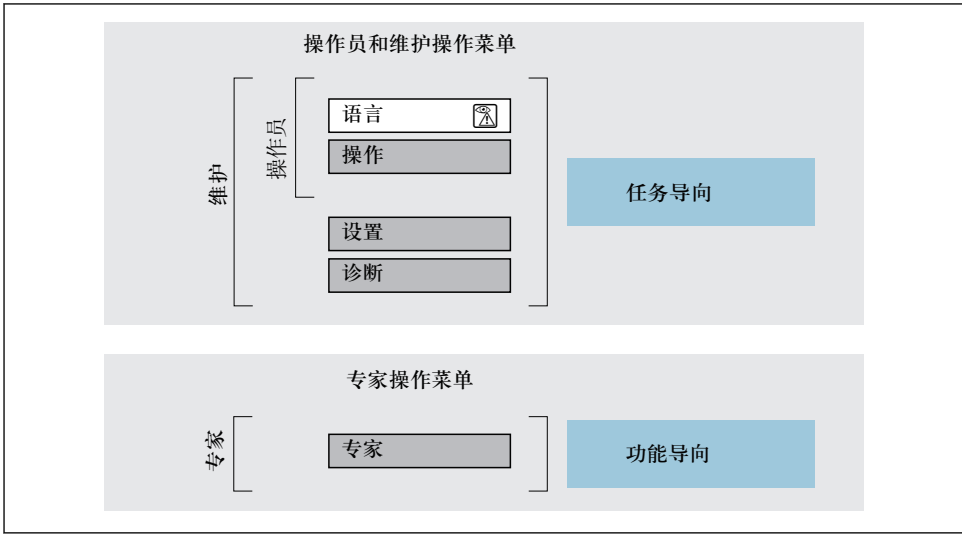 操作员和维护操作菜单
维护
操作员
语言
操作
设置
诊断
任务导向
专家操作菜单
专家
专家
功能导向